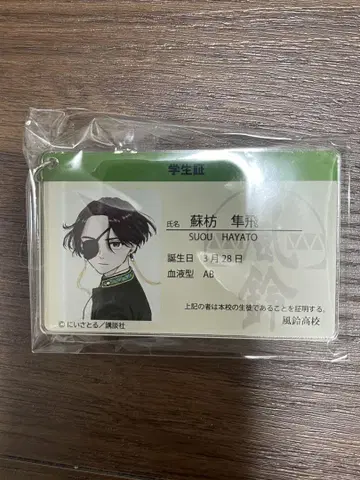 学生証
氏名 蘇枋 隼飛
SUOU HAYATO
誕生日 3月28日
血液型 AB
上記の者は本校の生徒であることを証明する。
風鈴高校
© にいさとる／講談社
風鈴